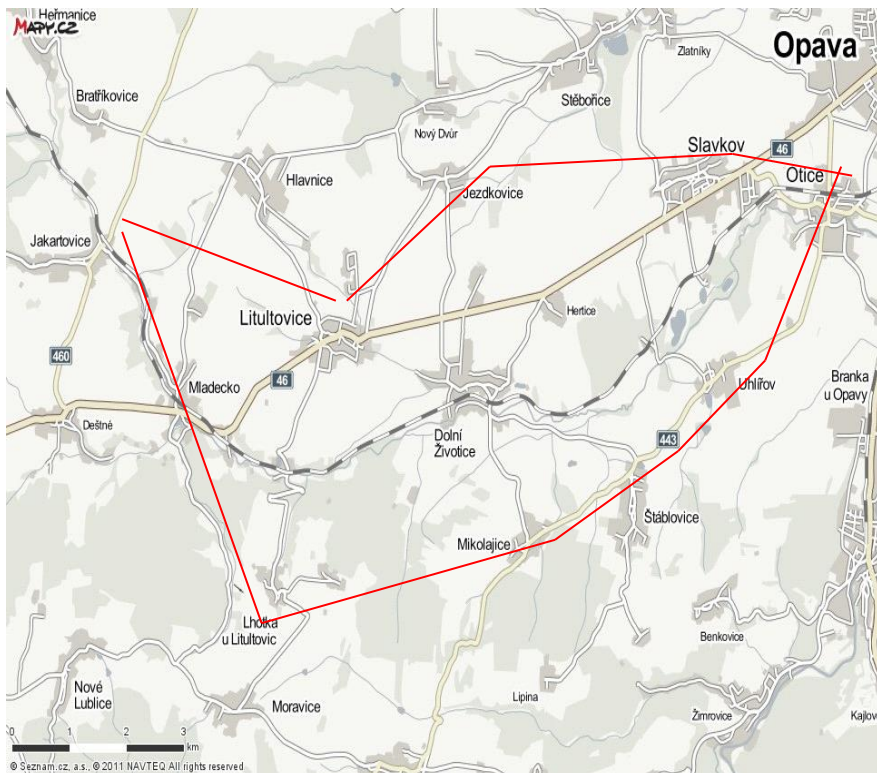 Heřmanice
Mapy.cz
Opava
Zlatníky
Bratříkovice
Stěbořice
Nový Dvůr
Slavkov
46
Hlavnice
Otice
Jezdkovice
Jakartovice
Litultovice
Hertice
460
46
Mladecko
Uhlířov
Branka
u Opavy
Deštné
Dolní
Životice
443
Štáblovice
Mikolajice
Lhotka
u Litultovic
Benkovice
Nové
Lublice
Moravice
Lipina
Žimrovice
Kajlov
0 1 2 3
km
© Seznam.cz, a.s., © 2011 NAVTEQ All rights reserved